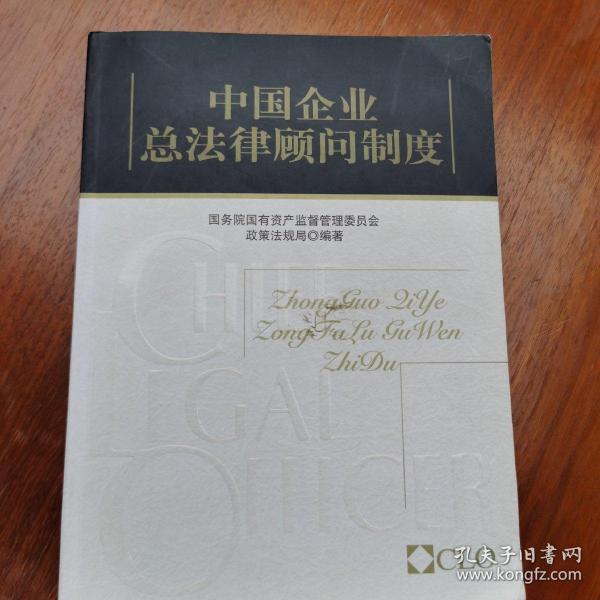 中国企业
总法律顾问制度
国务院国有资产监督管理委员会
政策法规局◎编著
ZhongGuo QiYe
ZongFaLu GuWen
ZhiDu
CHIEF
LEGAL
OFFICER
CLO
孔夫子旧书网
www.kongfz.com